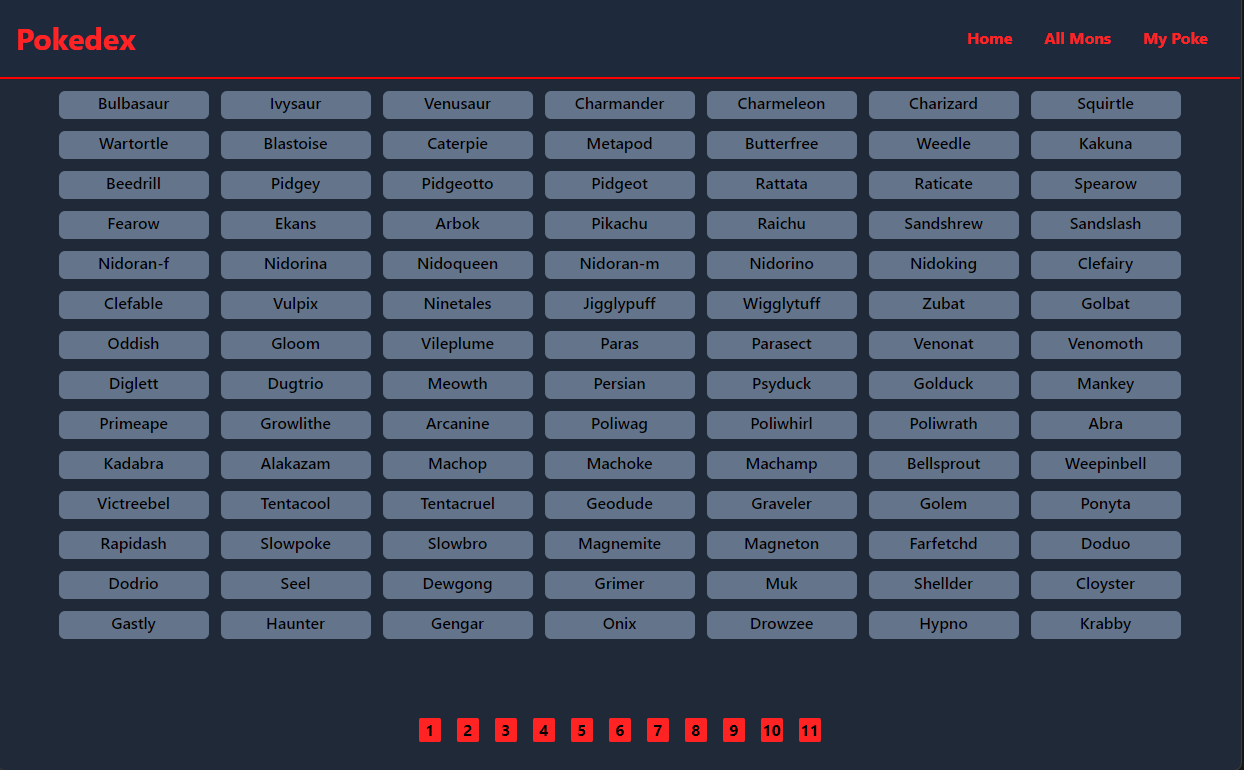 Pokedex Home All Mons My Poke
Bulbasaur Ivysaur Venusaur Charmander Charmeleon Charizard Squirtle
Wartortle Blastoise Caterpie Metapod Butterfree Weedle Kakuna
Beedrill Pidgey Pidgeotto Pidgeot Rattata Raticate Spearow
Fearow Ekans Arbok Pikachu Raichu Sandshrew Sandslash
Nidoran-f Nidorina Nidoqueen Nidoran-m Nidorino Nidoking Clefairy
Clefable Vulpix Ninetales Jigglypuff Wigglytuff Zubat Golbat
Oddish Gloom Vileplume Paras Parasect Venonat Venomoth
Diglett Dugtrio Meowth Persian Psyduck Golduck Mankey
Primeape Growlithe Arcanine Poliwag Poliwhirl Poliwrath Abra
Kadabra Alakazam Machop Machoke Machamp Bellsprout Weepinbell
Victreebel Tentacool Tentacruel Geodude Graveler Golem Ponyta
Rapidash Slowpoke Slowbro Magnemite Magneton Farfetchd Doduo
Dodrio Seel Dewgong Grimer Muk Shellder Cloyster
Gastly Haunter Gengar Onix Drowzee Hypno Krabby
1 2 3 4 5 6 7 8 9 10 11